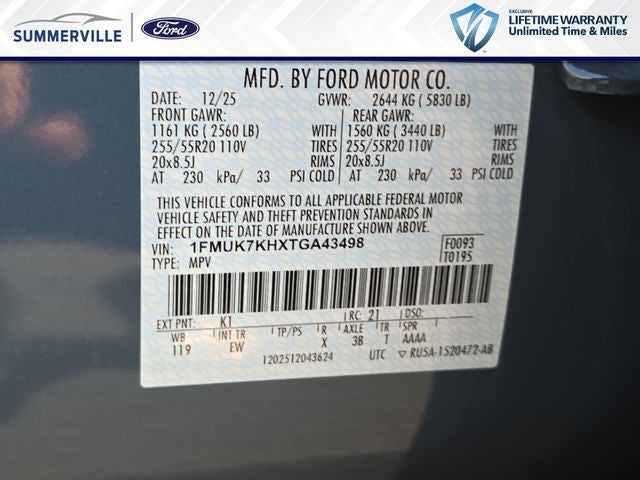 SUMMERVILLE
Ford
EXCLUSIVE
LIFETIME WARRANTY
Unlimited Time & Miles
MFD. BY FORD MOTOR CO.
DATE: 12/25 GVWR: 2644 KG ( 5830 LB)
FRONT GAWR: REAR GAWR:
1161 KG ( 2560 LB) WITH 1560 KG ( 3440 LB) WITH
255/55R20 110V TIRES 255/55R20 110V TIRES
20x8.5J RIMS 20x8.5J RIMS
AT 230 kPa/ 33 PSI COLD AT 230 kPa/ 33 PSI COLD
THIS VEHICLE CONFORMS TO ALL APPLICABLE FEDERAL MOTOR
VEHICLE SAFETY AND BUMPER AND THEFT PREVENTION STANDARDS IN
EFFECT ON THE DATE OF MANUFACTURE SHOWN ABOVE.
VIN: 1FMUK7KHXTGA43498 F0093
TYPE: MPV T0195
EXT PNT: K1 RC: 21 DSO:
WB INT TR TP/PS R AXLE TR SPR
119 EW X 3B T AAAA
1202512043624 UTC ▽ RU5A-1520472-AB